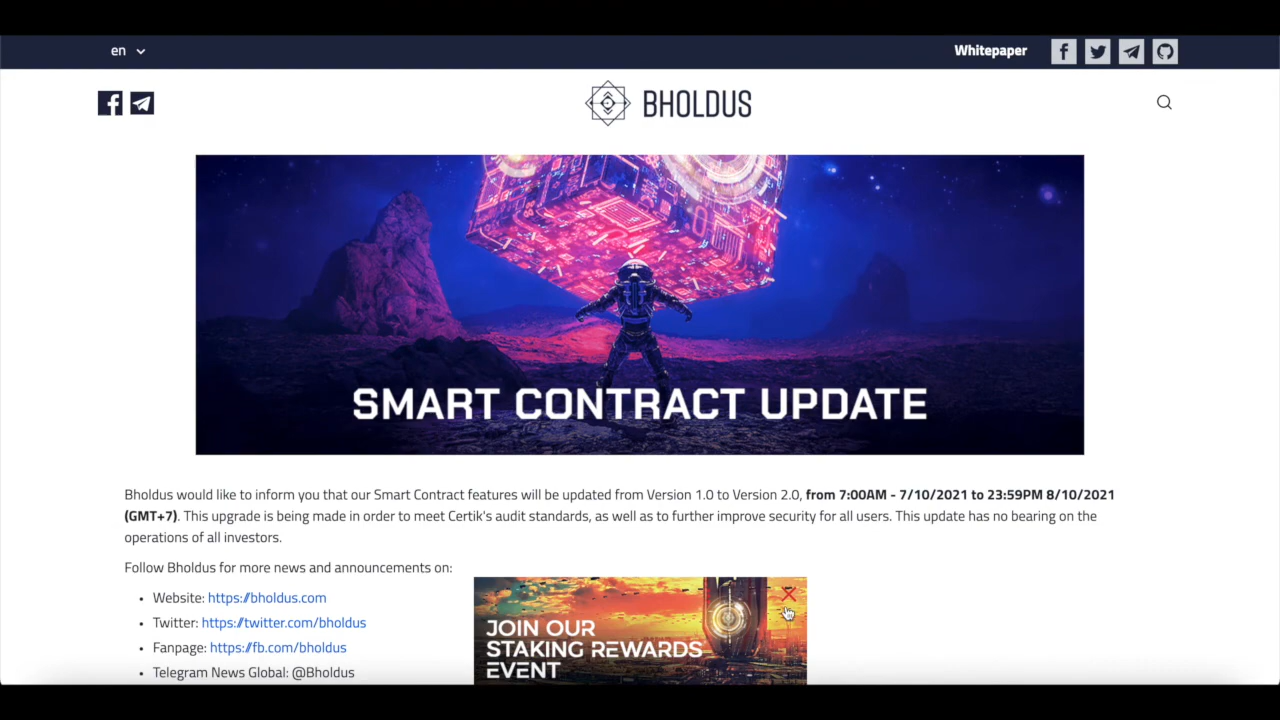 en
Whitepaper
BHOLDUS
SMART CONTRACT UPDATE
Bholdus would like to inform you that our Smart Contract features will be updated from Version 1.0 to Version 2.0, from 7:00AM - 7/10/2021 to 23:59PM 8/10/2021
(GMT+7). This upgrade is being made in order to meet Certik's audit standards, as well as to further improve security for all users. This update has no bearing on the
operations of all investors.
Follow Bholdus for more news and announcements on:
• Website: https://bholdus.com
• Twitter: https://twitter.com/bholdus
• Fanpage: https://fb.com/bholdus
• Telegram News Global: @Bholdus
JOIN OUR
STAKING REWARDS
EVENT